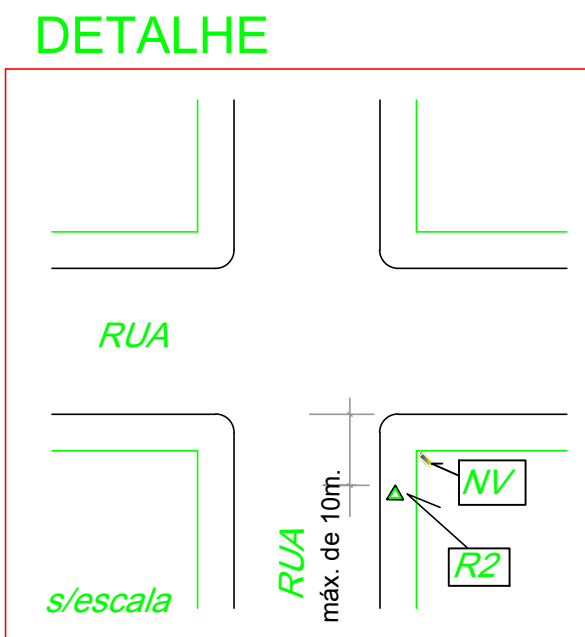 DETALHE
RUA
NV
R2
RUA
máx. de 10m.
s/escala